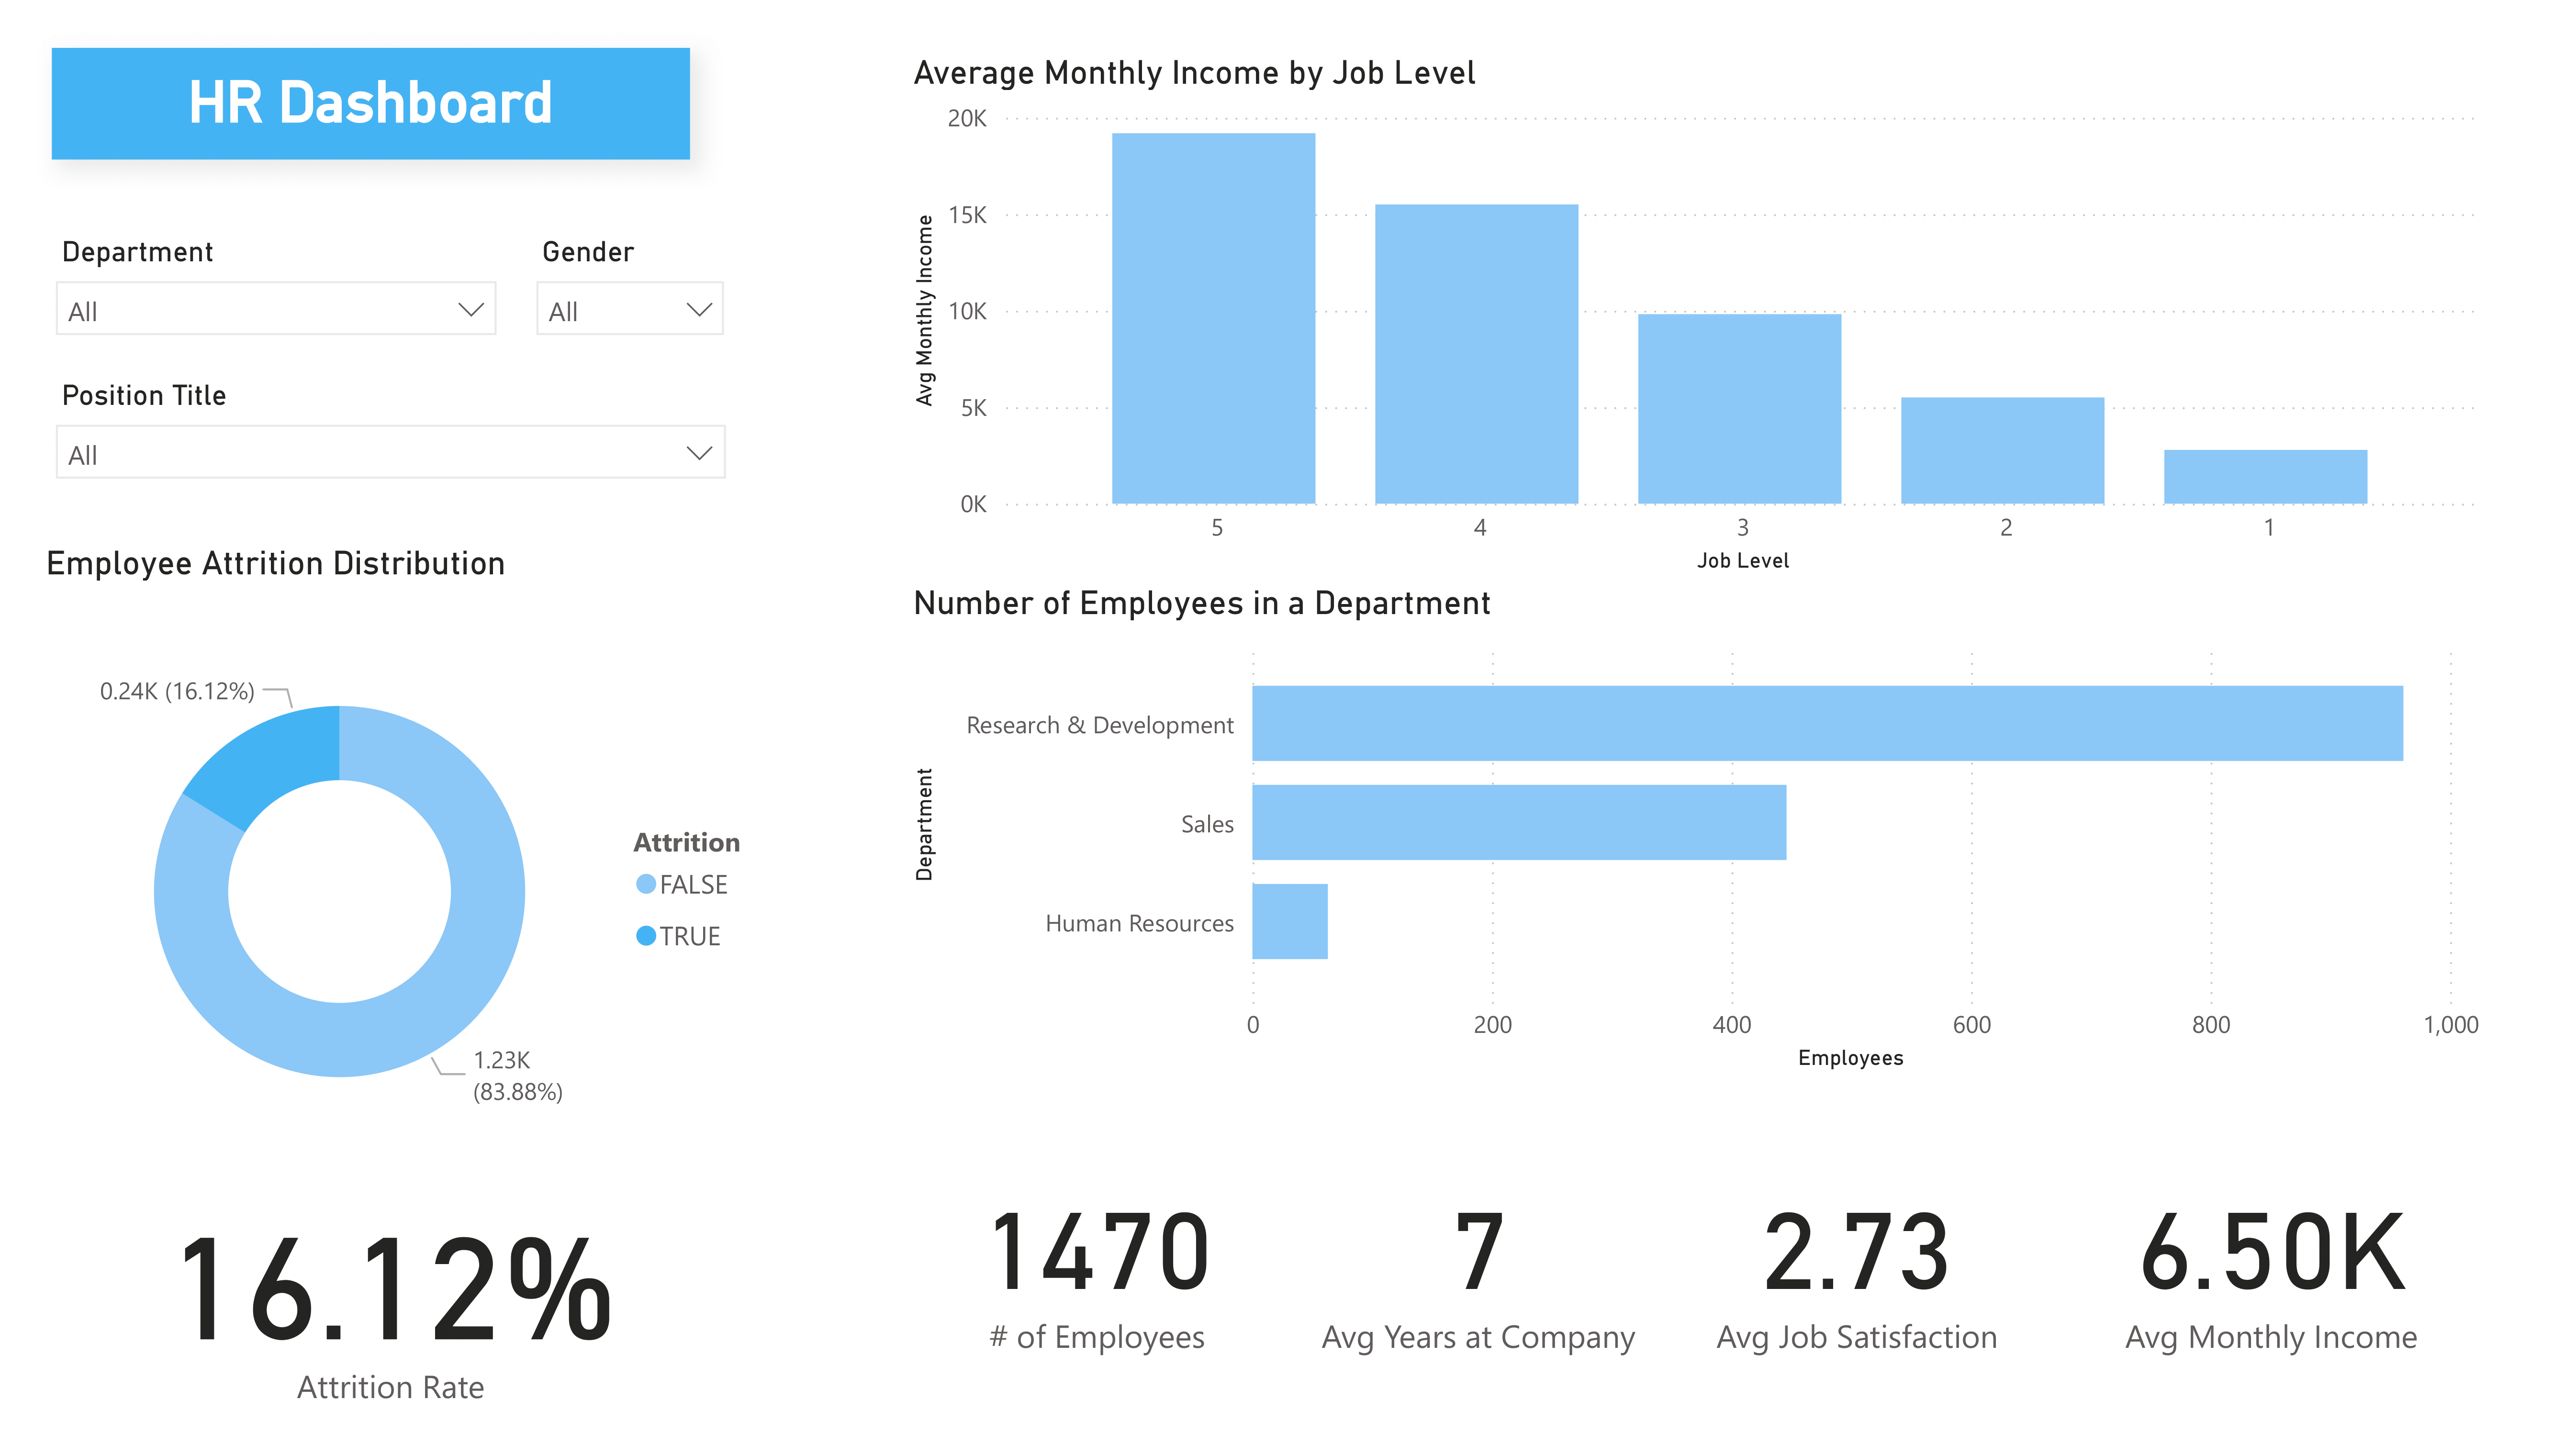 HR Dashboard
Department
All
Gender
All
Position Title
All
Employee Attrition Distribution
0.24K (16.12%)
1.23K
(83.88%)
Attrition
FALSE
TRUE
16.12%
Attrition Rate
Average Monthly Income by Job Level
Avg Monthly Income
20K
15K
10K
5K
0K
5 4 3 2 1
Job Level
Number of Employees in a Department
Department
Research & Development
Sales
Human Resources
0 200 400 600 800 1,000
Employees
1470
# of Employees
7
Avg Years at Company
2.73
Avg Job Satisfaction
6.50K
Avg Monthly Income